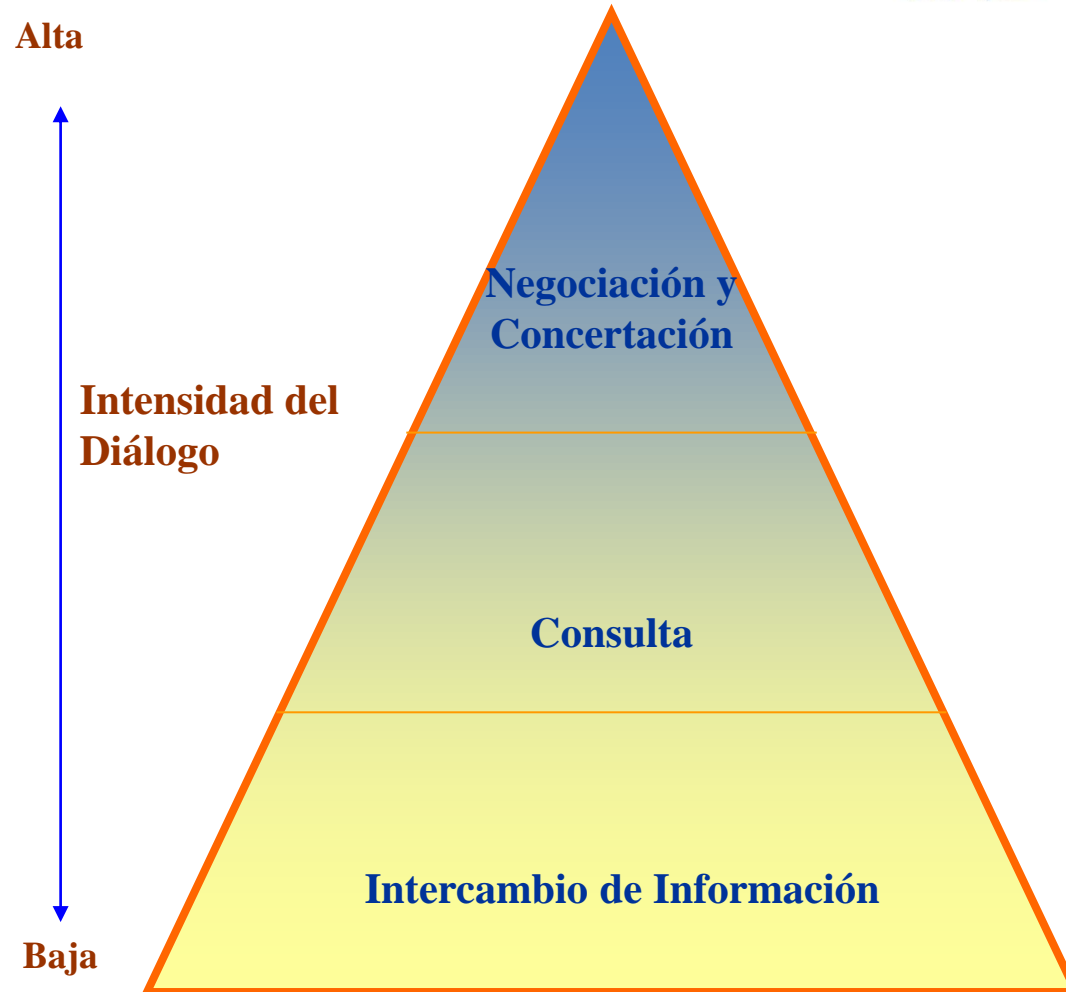 Alta
Negociación y
Concertación
Intensidad del
Diálogo
Consulta
Intercambio de Información
Baja